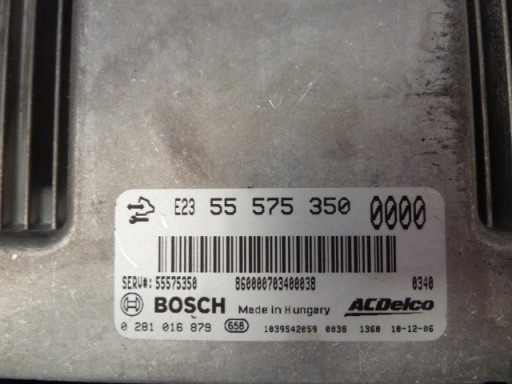 E23 55 575 350 0000
SERV#: 55575350 860000703400038 0340
BOSCH Made in Hungary ACDelco
0 281 016 879 658 1039S42059 0038 1360 10-12-06